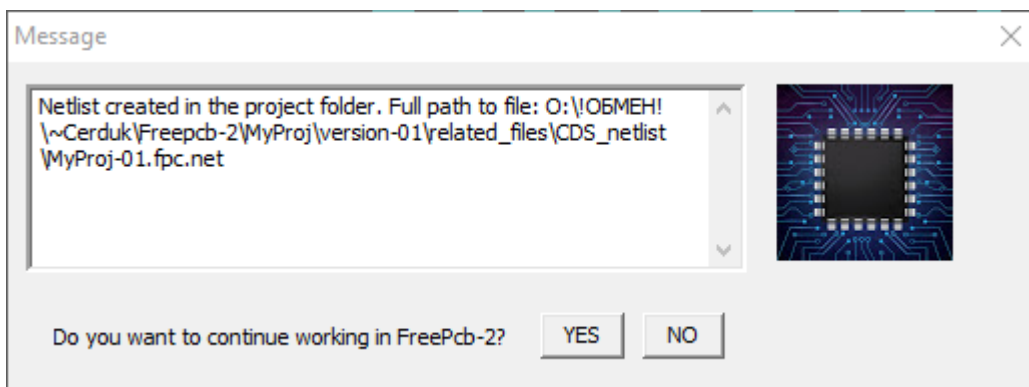 Message
Netlist created in the project folder. Full path to file: O:\!ОБМЕН!
\~Cerduk\Freepcb-2\MyProj\version-01\related_files\CDS_netlist
\MyProj-01.fpc.net
Do you want to continue working in FreePcb-2? YES NO